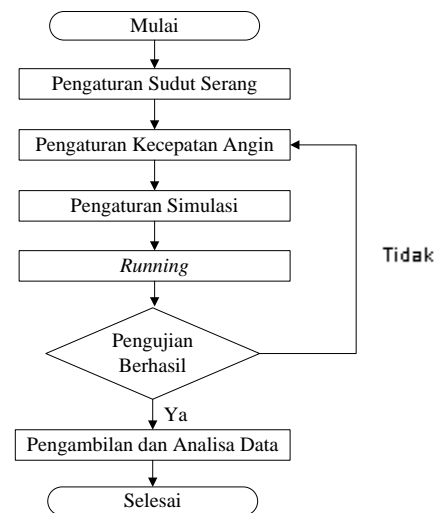 Mulai
Pengaturan Sudut Serang
Pengaturan Kecepatan Angin
Pengaturan Simulasi
Running
Tidak
Pengujian
Berhasil
Ya
Pengambilan dan Analisa Data
Selesai